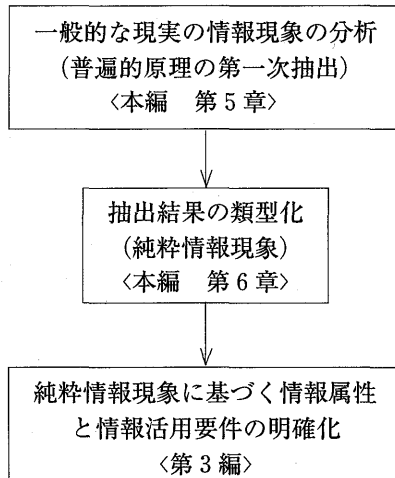 一般的な現実の情報現象の分析
(普遍的原理の第一次抽出)
〈本編 第5章〉
抽出結果の類型化
(純粋情報現象)
〈本編 第6章〉
純粋情報現象に基づく情報属性
と情報活用要件の明確化
〈第3編〉